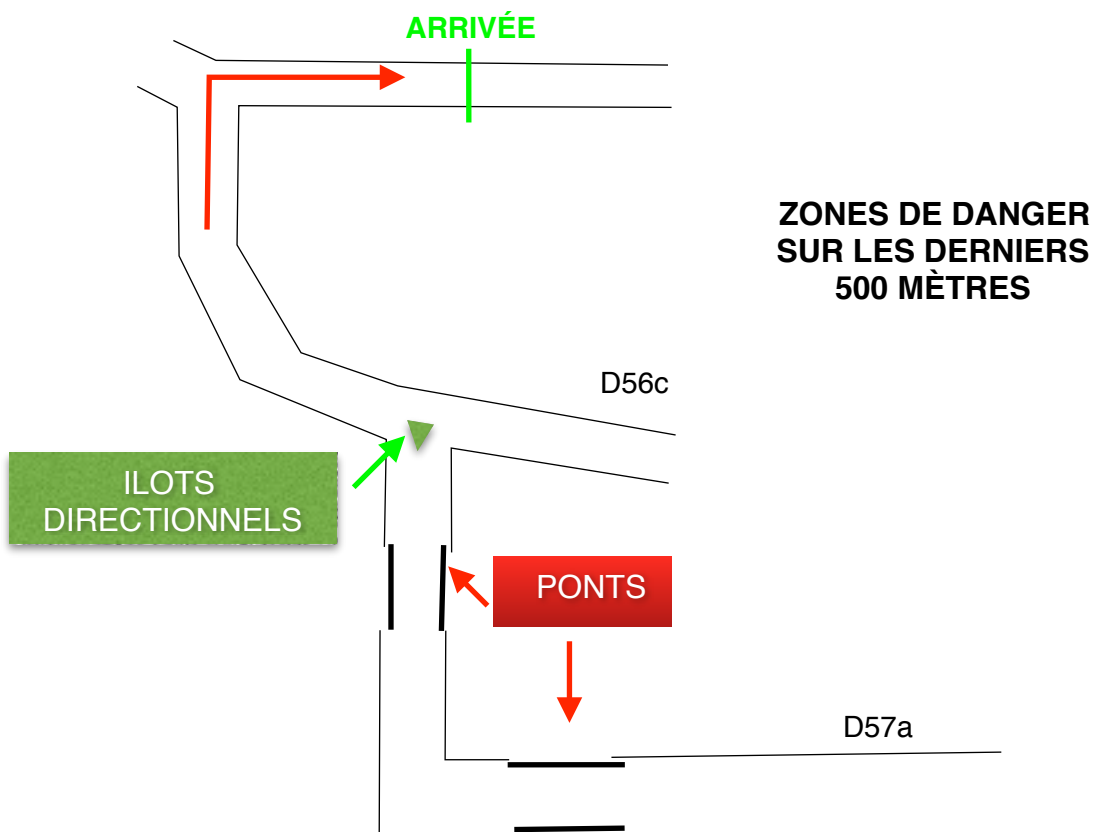 ARRIVÉE
ZONES DE DANGER
SUR LES DERNIERS
500 MÈTRES
D56c
ILOTS
DIRECTIONNELS
PONTS
D57a